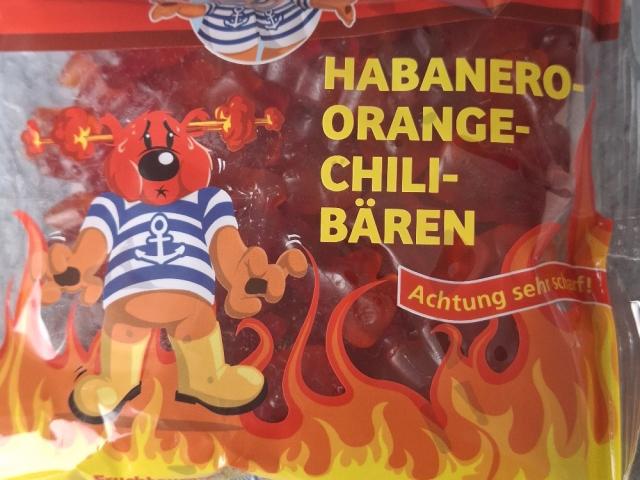 HABANERO-
ORANGE-
CHILI-
BÄREN
Achtung sehr scharf!